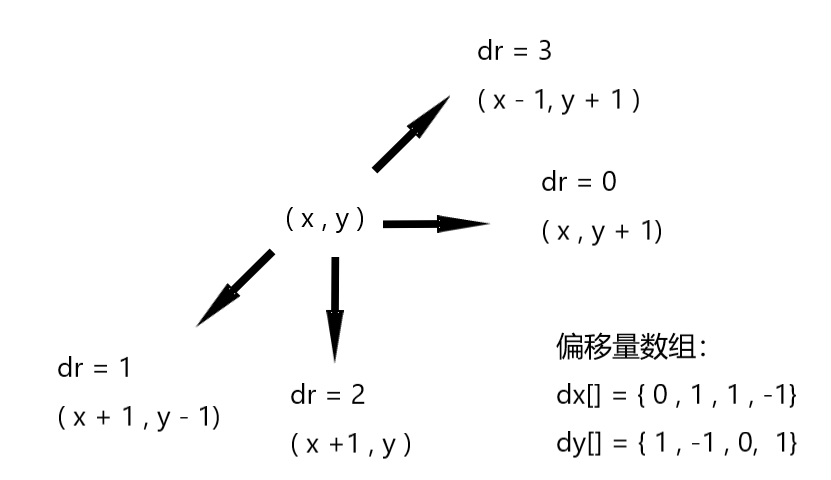 dr = 3
( x - 1, y + 1 )
dr = 0
( x , y )
( x , y + 1)
dr = 1
( x + 1 , y - 1)
dr = 2
( x +1 , y )
偏移量数组：
dx[] = { 0 , 1 , 1 , -1}
dy[] = { 1 , -1 , 0,  1}